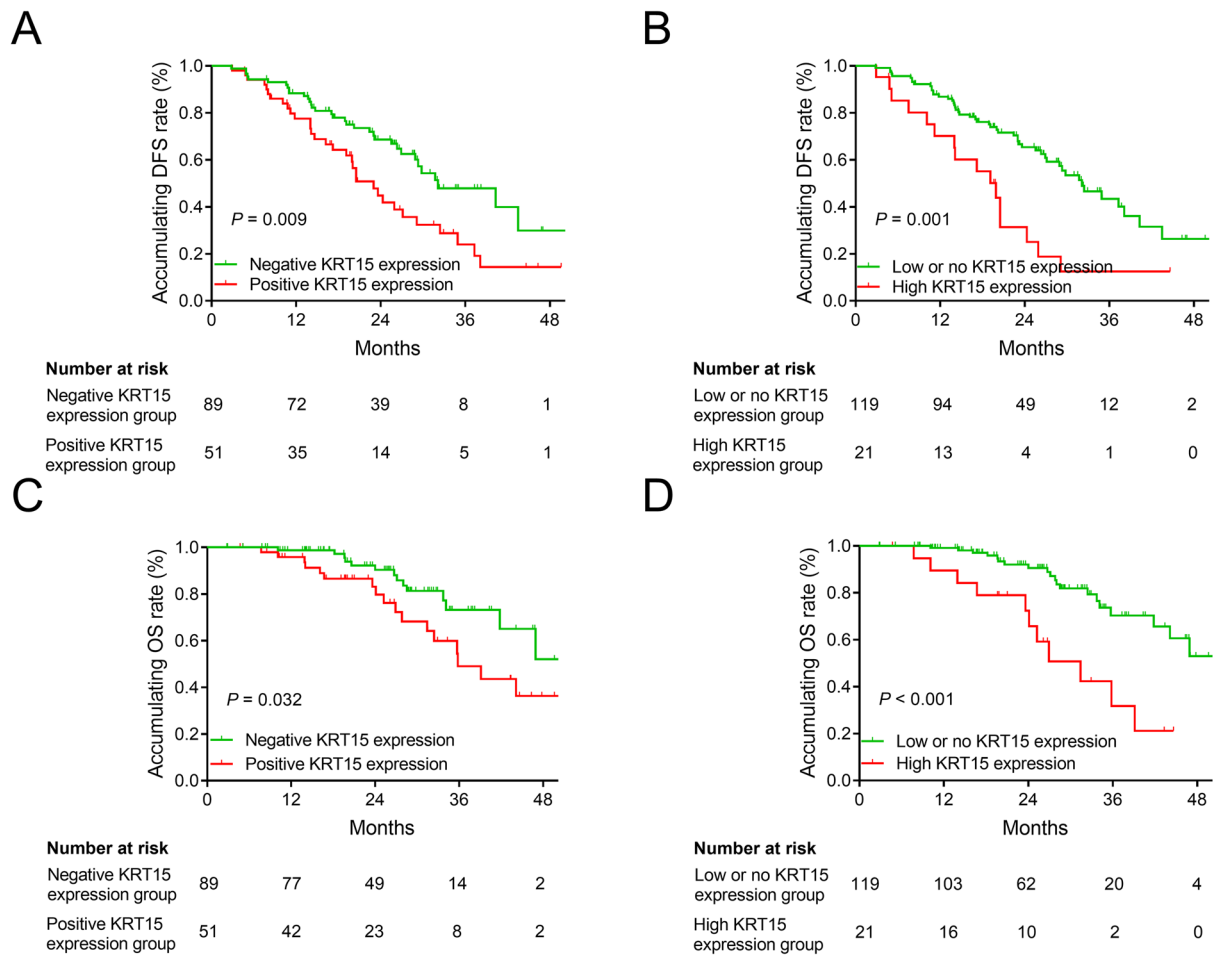 A
Accumulating DFS rate (%)
1.0
0.8
0.6
0.4
0.2
0.0
P = 0.009
Negative KRT15 expression
Positive KRT15 expression
0 12 24 36 48
Months
Number at risk
Negative KRT15
expression group
89 72 39 8 1
Positive KRT15
expression group
51 35 14 5 1
B
Accumulating DFS rate (%)
1.0
0.8
0.6
0.4
0.2
0.0
P = 0.001
Low or no KRT15 expression
High KRT15 expression
0 12 24 36 48
Months
Number at risk
Low or no KRT15
expression group
119 94 49 12 2
High KRT15
expression group
21 13 4 1 0
C
Accumulating OS rate (%)
1.0
0.8
0.6
0.4
0.2
0.0
P = 0.032
Negative KRT15 expression
Positive KRT15 expression
0 12 24 36 48
Months
Number at risk
Negative KRT15
expression group
89 77 49 14 2
Positive KRT15
expression group
51 42 23 8 2
D
Accumulating OS rate (%)
1.0
0.8
0.6
0.4
0.2
0.0
P < 0.001
Low or no KRT15 expression
High KRT15 expression
0 12 24 36 48
Months
Number at risk
Low or no KRT15
expression group
119 103 62 20 4
High KRT15
expression group
21 16 10 2 0